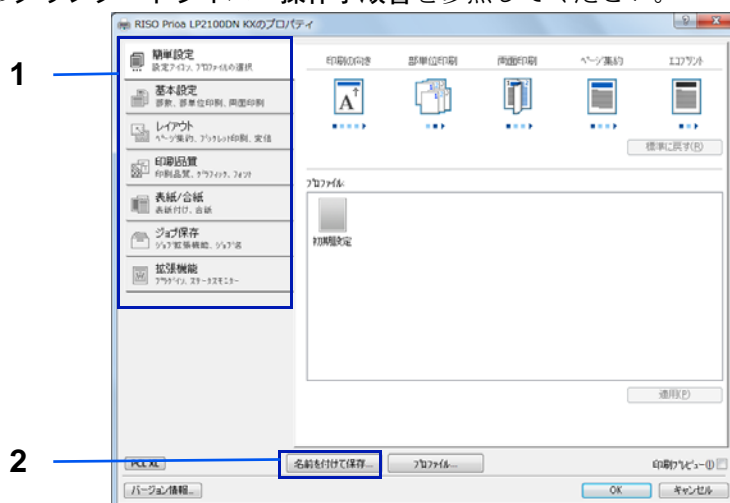 プリンタードライバー操作手順書を参照してください。
RISO Prioa LP2100DN KXのプロパティ
1
簡単設定
設定アイコン、プロファイルの選択
基本設定
部数、部単位印刷、両面印刷
レイアウト
ページ集約、ブックレット印刷、変倍
印刷品質
印刷品質、グラフィック、フォント
表紙/合紙
表紙付け、合紙
ジョブ保存
ジョブ拡張機能、ジョブ名
拡張機能
プラグイン、ステータスモニター
印刷の向き 部単位印刷 両面印刷 ページ集約 エコプリント
A
標準に戻す(R)
プロファイル:
初期設定
適用(P)
2
PCL XL
名前を付けて保存... プロファイル... 印刷プレビュー(I)
バージョン情報... OK キャンセル